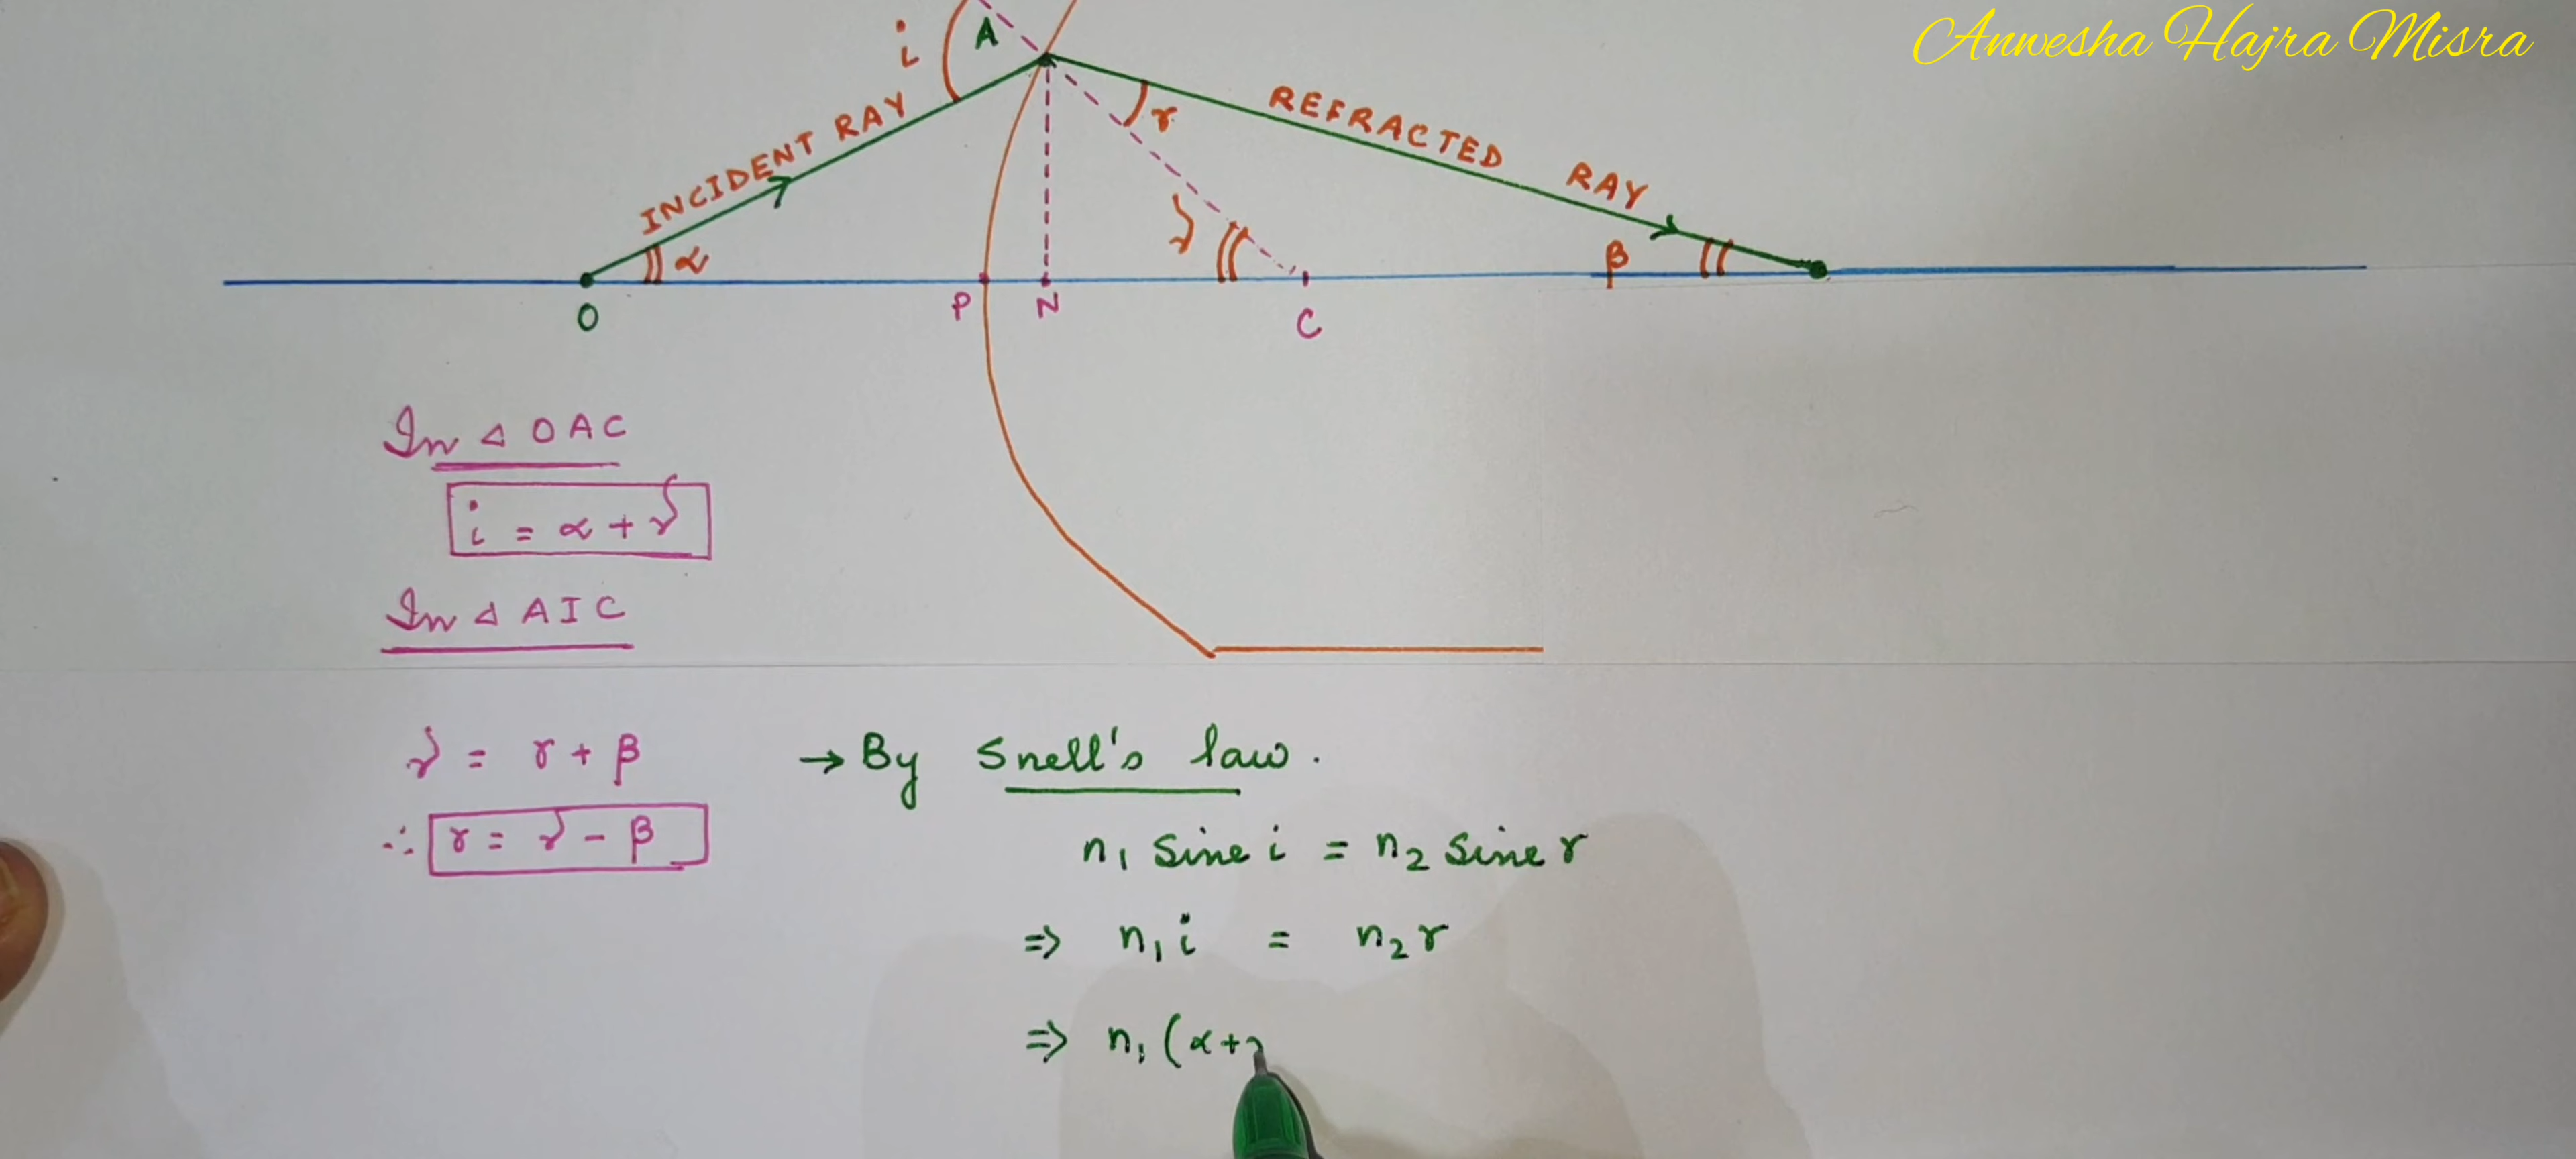 Anwesha Hajra Misra
i
A
INCIDENT RAY
r
REFRACTED RAY
α
γ
β
O
P
N
C
In △ OAC
i = α + γ
In △ AIC
γ = r + β
∴ r = γ - β
→ By Snell's law.
n₁ Sine i = n₂ Sine r
⇒ n₁ i = n₂ r
⇒ n₁ (α+